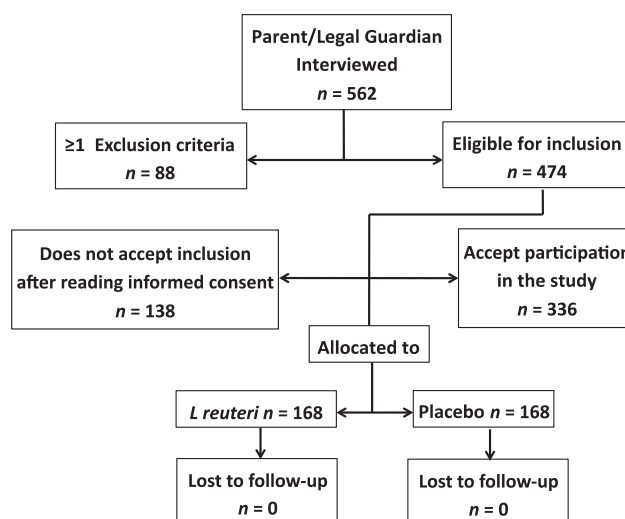 Parent/Legal Guardian
Interviewed
n = 562
≥1 Exclusion criteria
n = 88
Eligible for inclusion
n = 474
Does not accept inclusion
after reading informed consent
n = 138
Accept participation
in the study
n = 336
Allocated to
L reuteri n = 168
Placebo n = 168
Lost to follow-up
n = 0
Lost to follow-up
n = 0